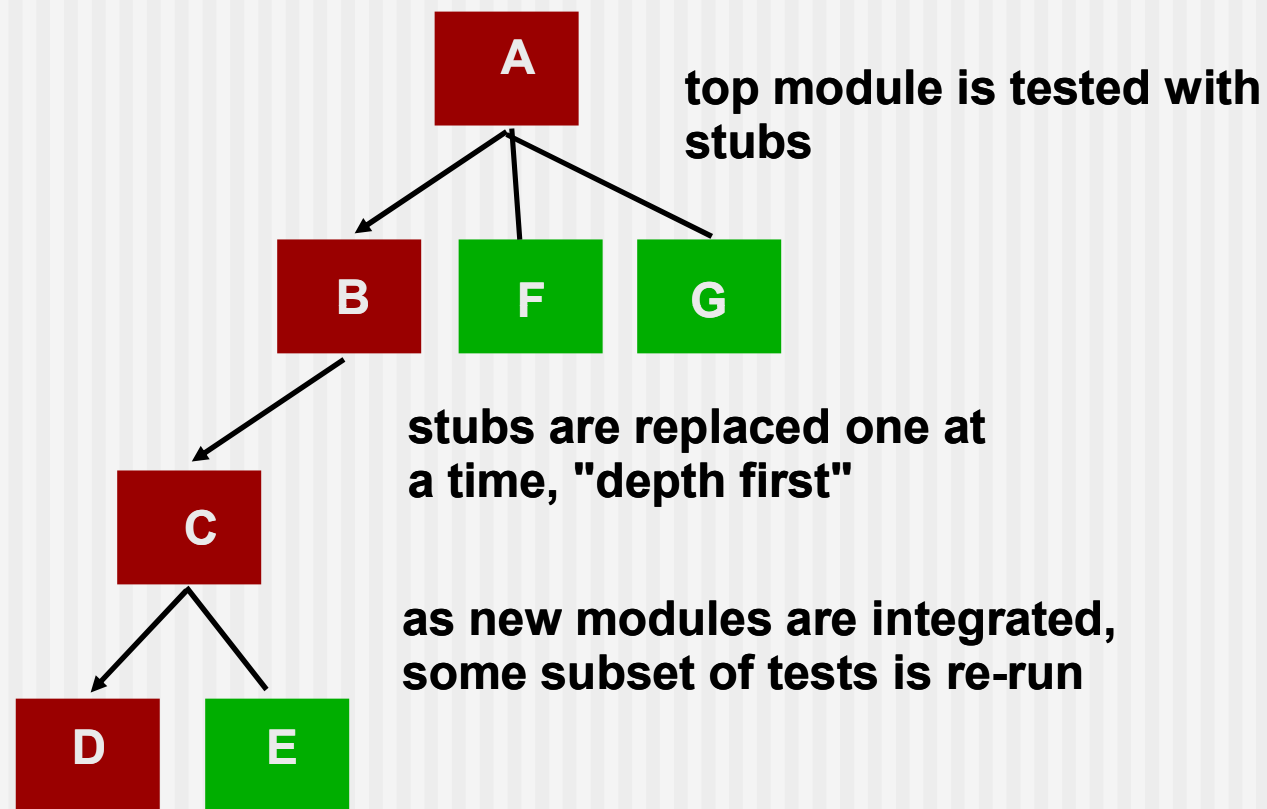 A
top module is tested with
stubs
B
F
G
stubs are replaced one at
a time, "depth first"
C
as new modules are integrated,
some subset of tests is re-run
D
E